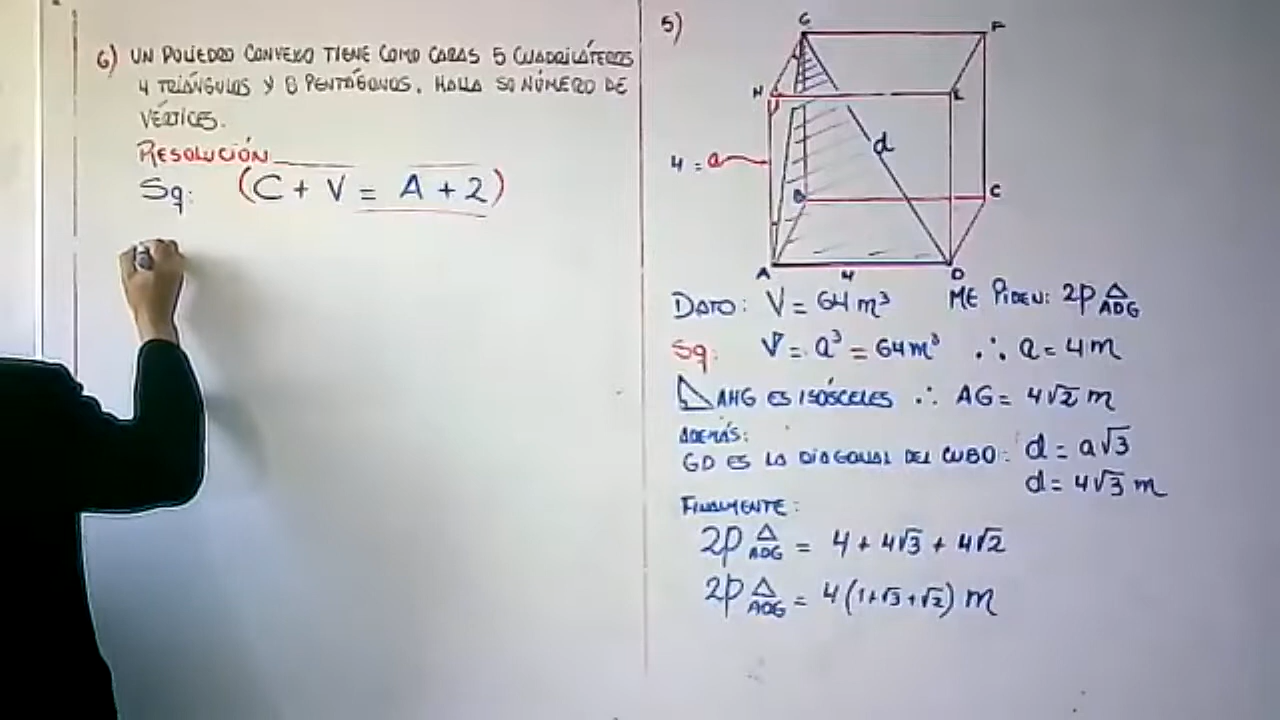 6) UN POLIEDRO CONVEXO TIENE COMO CARAS 5 CUADRILÁTEROS
4 TRIÁNGULOS Y 8 PENTÁGONOS. HALLA SU NÚMERO DE
VÉRTICES.
RESOLUCIÓN
Sq: (C + V = A + 2)
5)
G F
H E
4 = a
d
B C
A 4 D
DATO: V = 64 m³ ME PIDEN: 2P △ ADG
Sq: V = a³ = 64 m³ ∴ a = 4 m
◺ AHG ES ISÓSCELES ∴ AG = 4√2 m
ADEMÁS:
GD ES LA DIAGONAL DEL CUBO: d = a√3
d = 4√3 m
FINALMENTE:
2P △ ADG = 4 + 4√3 + 4√2
2P △ ADG = 4(1+√3+√2) m